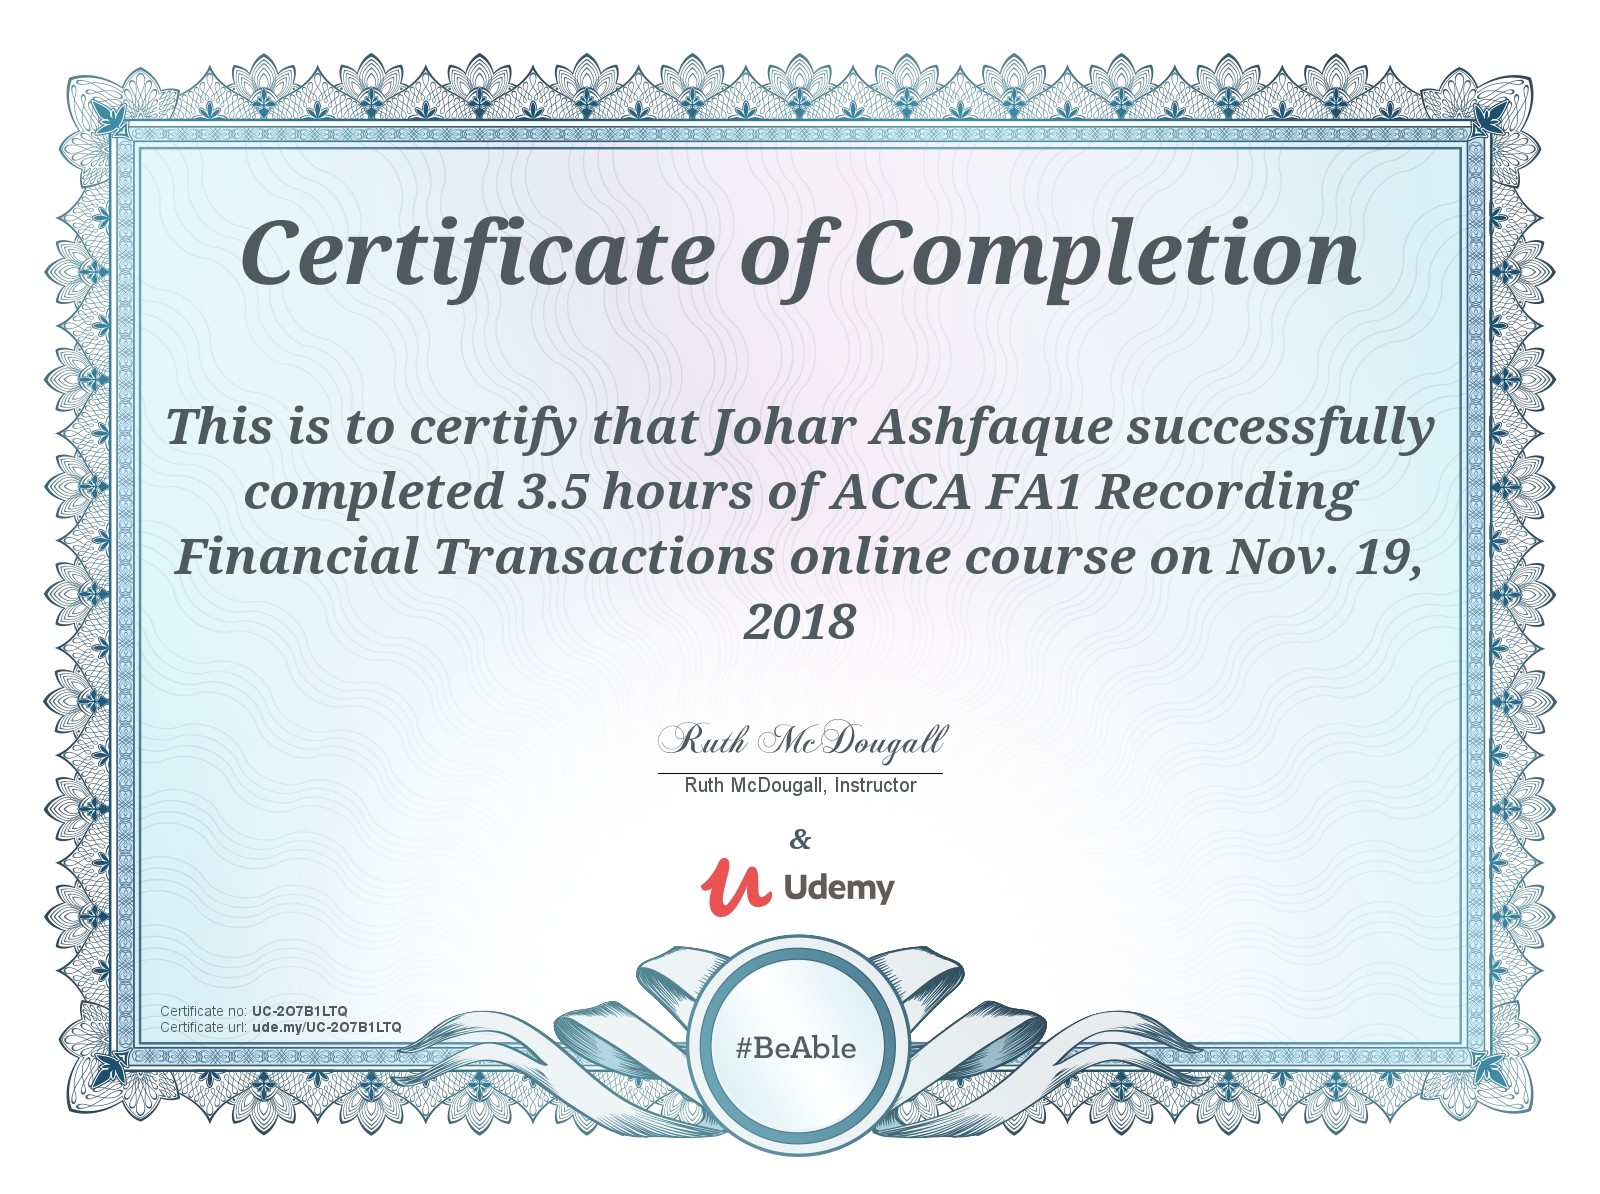 Certificate of Completion
This is to certify that Johar Ashfaque successfully
completed 3.5 hours of ACCA FA1 Recording
Financial Transactions online course on Nov. 19,
2018
Ruth McDougall
Ruth McDougall, Instructor
&
Udemy
Certificate no: UC-2O7B1LTQ
Certificate url: ude.my/UC-2O7B1LTQ
#BeAble